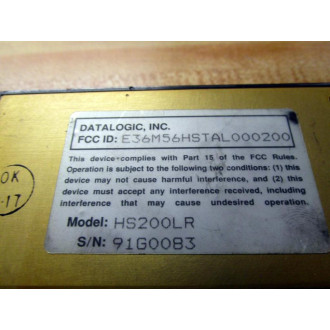 DATALOGIC, INC.
FCC ID: E36M56HSTAL000200
This device complies with Part 15 of the FCC Rules.
Operation is subject to the following two conditions: (1) this
device may not cause harmful interference, and (2) this
device must accept any interference received, including
interference that may cause undesired operation.
Model: HS200LR
S/N: 91G00B3
OK
-17